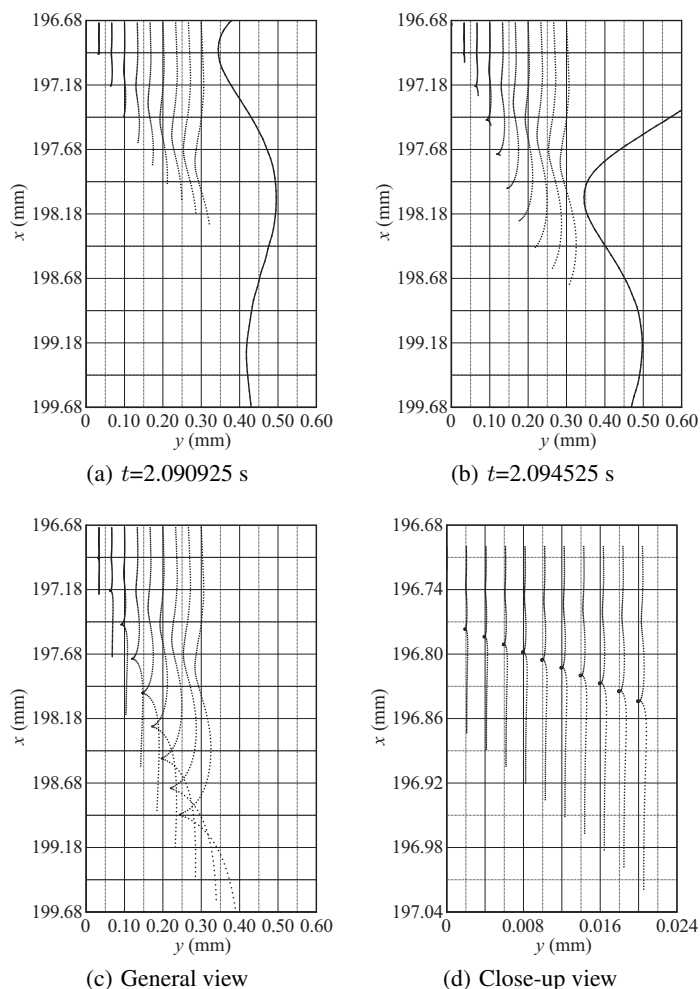 196.68
197.18
197.68
198.18
198.68
199.18
199.68
x (mm)
0 0.10 0.20 0.30 0.40 0.50 0.60
y (mm)
(a) t=2.090925 s
196.68
197.18
197.68
198.18
198.68
199.18
199.68
x (mm)
0 0.10 0.20 0.30 0.40 0.50 0.60
y (mm)
(b) t=2.094525 s
196.68
197.18
197.68
198.18
198.68
199.18
199.68
x (mm)
0 0.10 0.20 0.30 0.40 0.50 0.60
y (mm)
(c) General view
196.68
196.74
196.80
196.86
196.92
196.98
197.04
x (mm)
0 0.008 0.016 0.024
y (mm)
(d) Close-up view